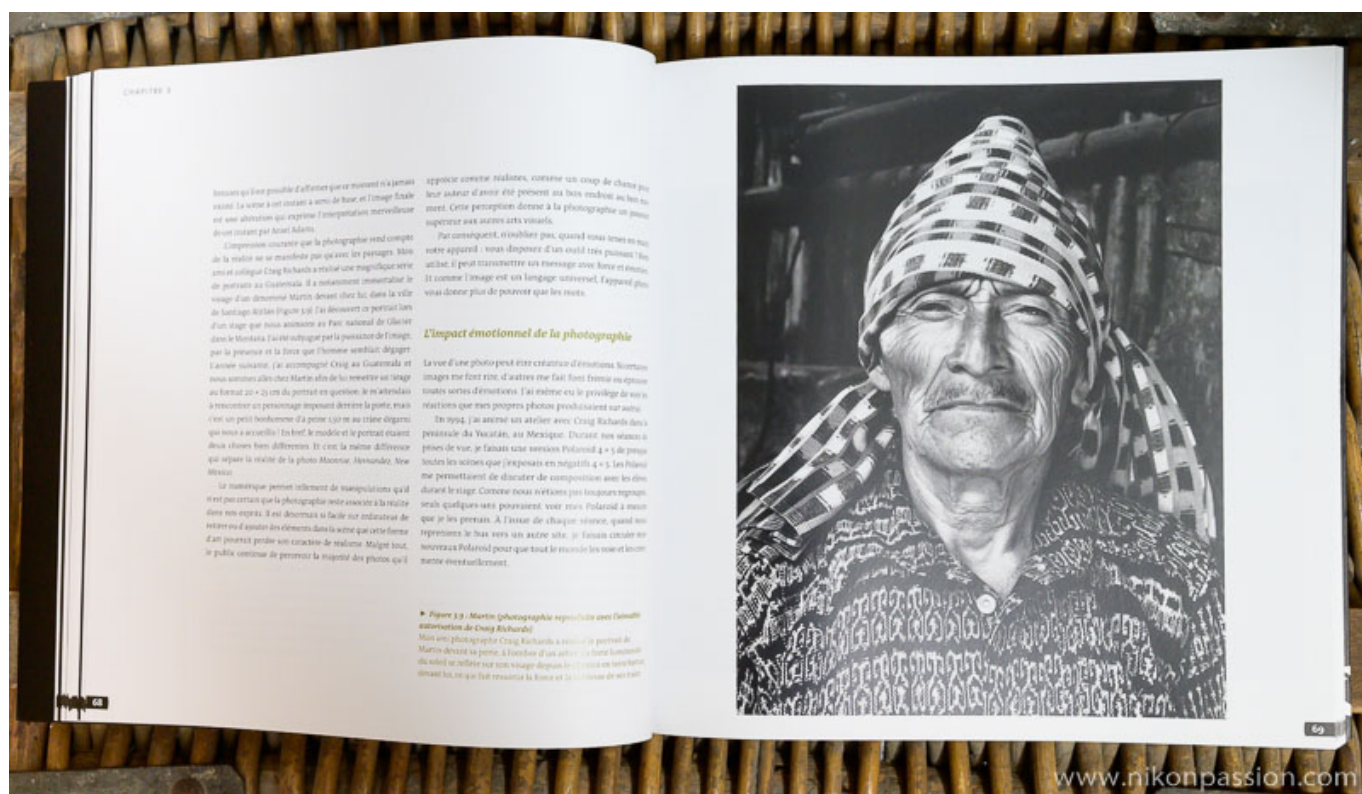 CHAPITRE 3
sachions qu'il est possible d'affirmer que ce moment n'a jamais
existé. La scène à cet instant a servi de base, et l'image finale
est une altération qui exprime l'interprétation merveilleuse
de cet instant par Ansel Adams.
L'impression courante que la photographie rend compte
de la réalité ne se manifeste pas qu'avec les paysages. Mon
ami et collègue Craig Richards a réalisé une magnifique série
de portraits au Guatemala. Il a notamment immortalisé le
visage d'un dénommé Martin devant chez lui, dans la ville
de Santiago Atitlán (figure 3.9). J'ai découvert ce portrait lors
d'un stage que nous animions au Parc national de Glacier
dans le Montana. J'ai été subjugué par la puissance de l'image,
par la présence et la force que l'homme semblait dégager.
L'année suivante, j'ai accompagné Craig au Guatemala et
nous sommes allés chez Martin afin de lui remettre un tirage
au format 20 × 25 cm du portrait en question. Je m'attendais
à rencontrer un personnage imposant derrière la porte, mais
c'est un petit bonhomme d'à peine 1,50 m au crâne dégarni
qui nous a accueillis ! En bref, le modèle et le portrait étaient
deux choses bien différentes. Et c'est la même différence
qui sépare la réalité de la photo Moonrise, Hernandez, New
Mexico.
Le numérique permet tellement de manipulations qu'il
n'est pas certain que la photographie reste associée à la réalité
dans nos esprits. Il est désormais si facile sur ordinateur de
retirer ou d'ajouter des éléments dans la scène que cette forme
d'art pourrait perdre son caractère de réalisme. Malgré tout,
le public continue de percevoir la majorité des photos qu'il
apprécie comme réalistes, comme un coup de chance pour
leur auteur d'avoir été présent au bon endroit au bon mo-
ment. Cette perception donne à la photographie un pouvoir
supérieur aux autres arts visuels.
Par conséquent, n'oubliez pas, quand vous tenez en main
votre appareil : vous disposez d'un outil très puissant ! Bien
utilisé, il peut transmettre un message avec force et émotion.
Et comme l'image est un langage universel, l'appareil photo
vous donne plus de pouvoir que les mots.
L'impact émotionnel de la photographie
La vue d'une photo peut être créatrice d'émotions. Si certaines
images me font rire, d'autres me fait font frémir ou éprouver
toutes sortes d'émotions. J'ai même eu le privilège de voir les
réactions que mes propres photos produisaient sur autrui.
En 1994, j'ai animé un atelier avec Craig Richards dans la
péninsule du Yucatán, au Mexique. Durant nos séances de
prises de vue, je faisais une version Polaroid 4 × 5 de presque
toutes les scènes que j'exposais en négatifs 4 × 5. Les Polaroid
me permettaient de discuter de composition avec les élèves
durant le stage. Comme nous n'étions pas toujours regroupés,
seuls quelques-uns pouvaient voir mes Polaroid à mesure
que je les prenais. À l'issue de chaque séance, quand nous
reprenions le bus vers un autre site, je faisais circuler mes
nouveaux Polaroid pour que tout le monde les voie et les com-
mente éventuellement.
▶ Figure 3.9 : Martin (photographie reproduite avec l'aimable
autorisation de Craig Richards)
Mon ami photographe Craig Richards a réalisé le portrait de
Martin devant sa porte, à l'ombre d'un arbre. La forte luminosité
du soleil se reflète sur son visage depuis le
devant lui, ce qui fait ressortir la force et la de ses traits.
68
69
www.nikonpassion.com